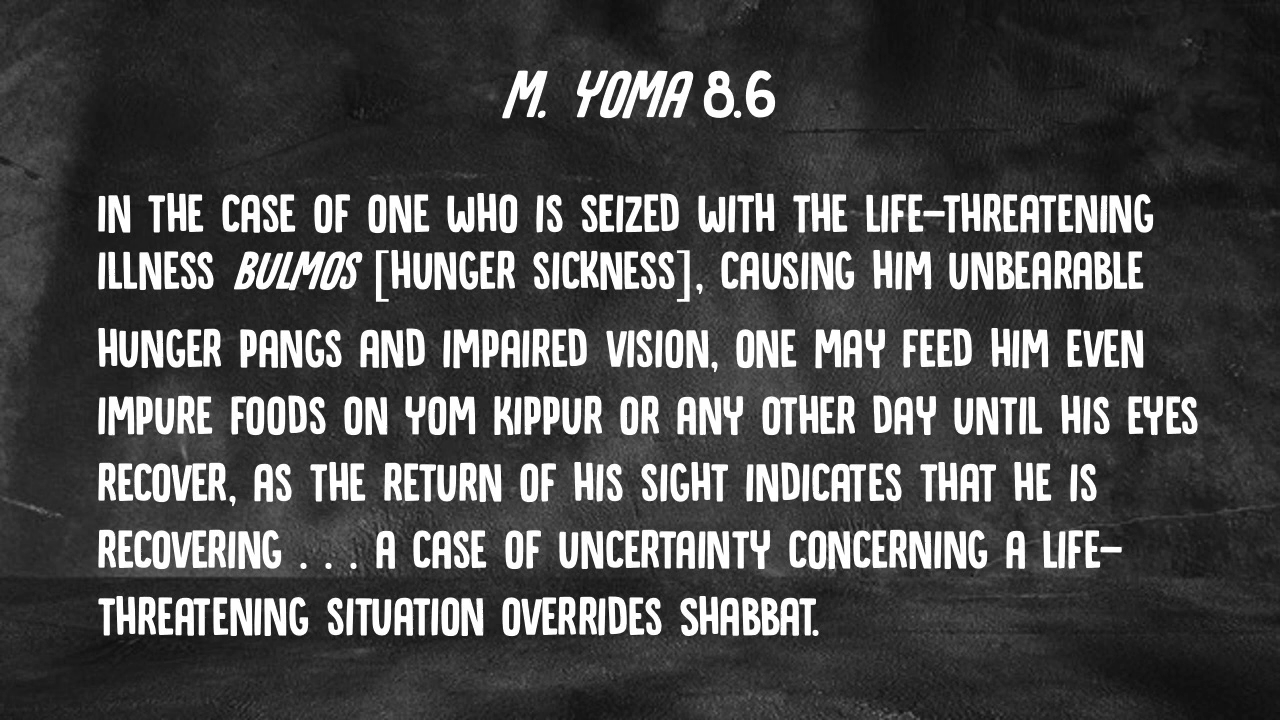 M. YOMA 8.6
IN THE CASE OF ONE WHO IS SEIZED WITH THE LIFE-THREATENING
ILLNESS BULMOS [HUNGER SICKNESS], CAUSING HIM UNBEARABLE
HUNGER PANGS AND IMPAIRED VISION, ONE MAY FEED HIM EVEN
IMPURE FOODS ON YOM KIPPUR OR ANY OTHER DAY UNTIL HIS EYES
RECOVER, AS THE RETURN OF HIS SIGHT INDICATES THAT HE IS
RECOVERING . . . A CASE OF UNCERTAINTY CONCERNING A LIFE-
THREATENING SITUATION OVERRIDES SHABBAT.